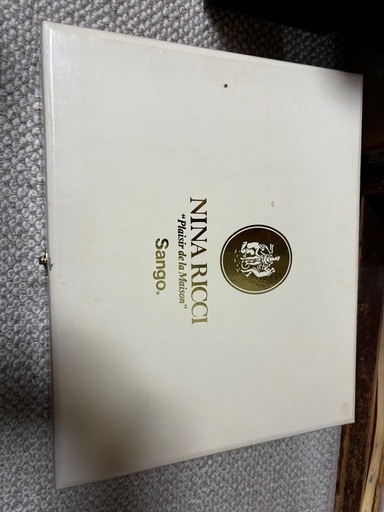 NINA RICCI
“Plaisir de la Maison”
Sango®